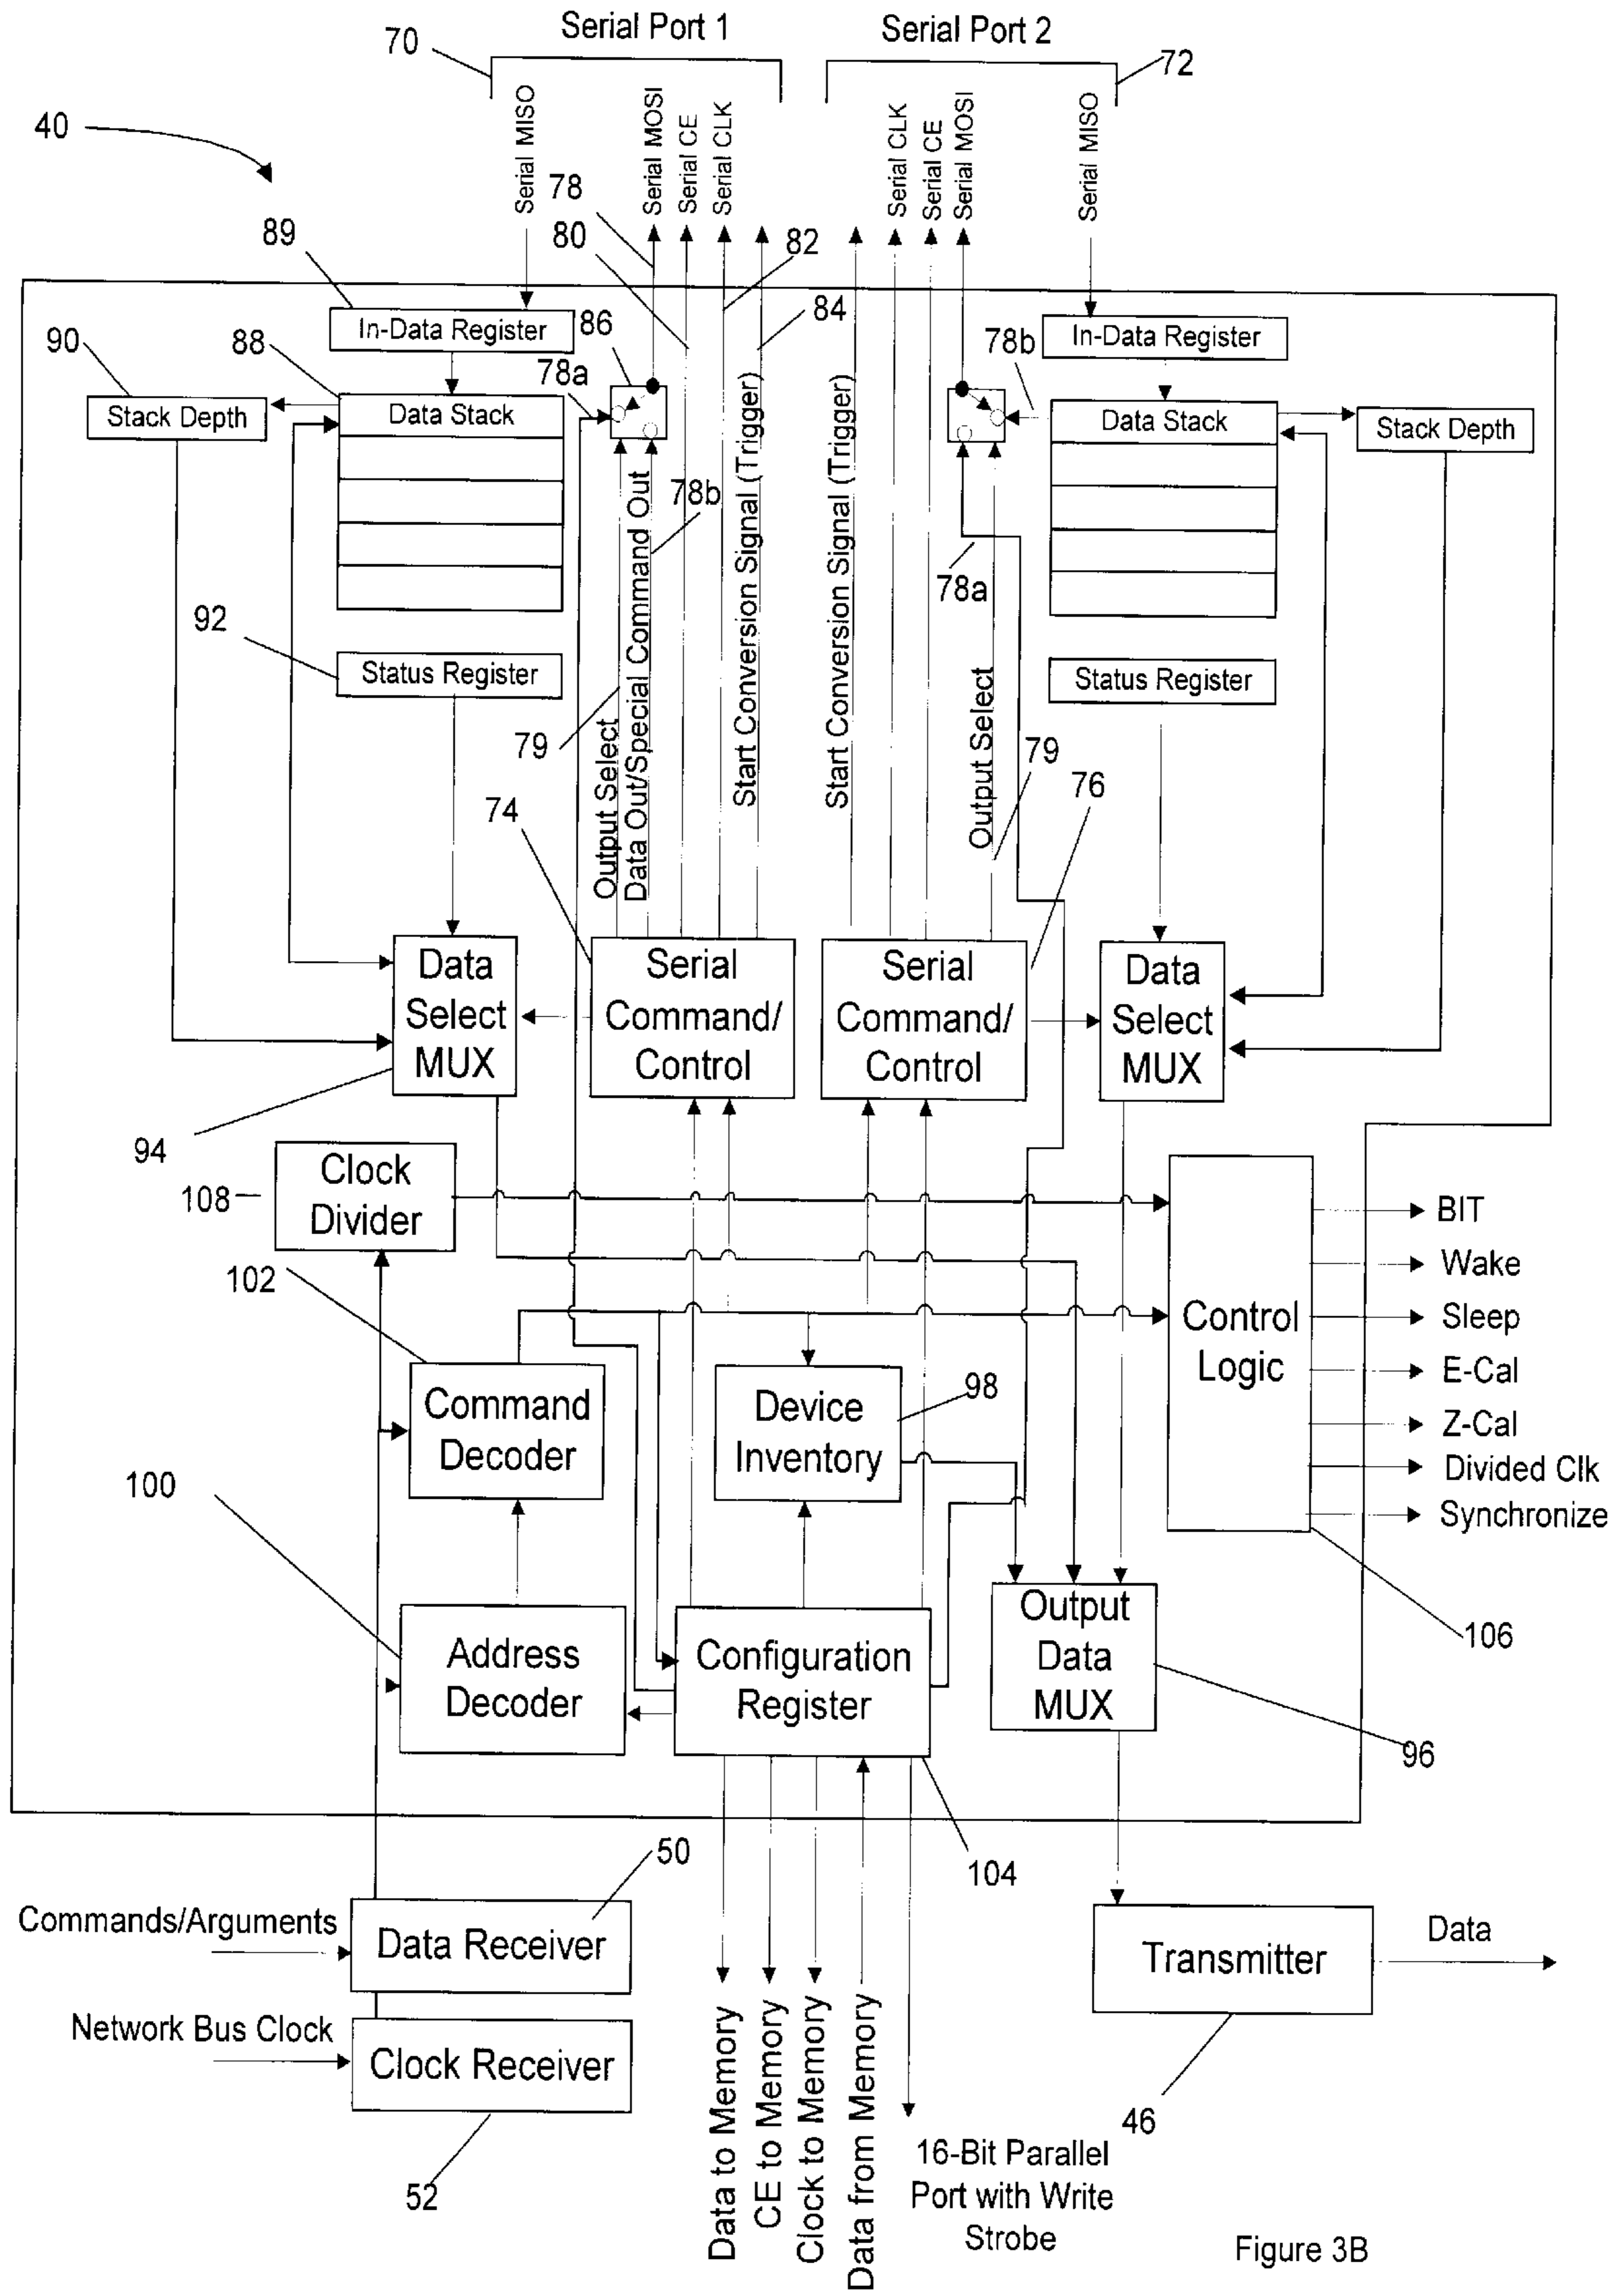 Serial Port 1
Serial Port 2
70
72
40
Serial MISO
Serial MOSI
Serial CE
Serial CLK
Serial CLK
Serial CE
Serial MOSI
Serial MISO
78
80
82
84
89
In-Data Register
86
78a
90
88
Stack Depth
Data Stack
78b
In-Data Register
Data Stack
Stack Depth
78b
78a
92
Status Register
Status Register
79
Output Select
Data Out/Special Command Out
Start Conversion Signal (Trigger)
Start Conversion Signal (Trigger)
Output Select
79
74
76
Data
Select
MUX
Serial
Command/
Control
Serial
Command/
Control
Data
Select
MUX
94
108
Clock
Divider
102
Control
Logic
BIT
Wake
Sleep
E-Cal
Z-Cal
Divided Clk
Synchronize
Command
Decoder
Device
Inventory
98
100
Address
Decoder
Configuration
Register
Output
Data
MUX
106
96
104
50
Commands/Arguments
Data Receiver
Network Bus Clock
Clock Receiver
52
Data to Memory
CE to Memory
Clock to Memory
Data from Memory
16-Bit Parallel
Port with Write
Strobe
Transmitter
Data
46
Figure 3B